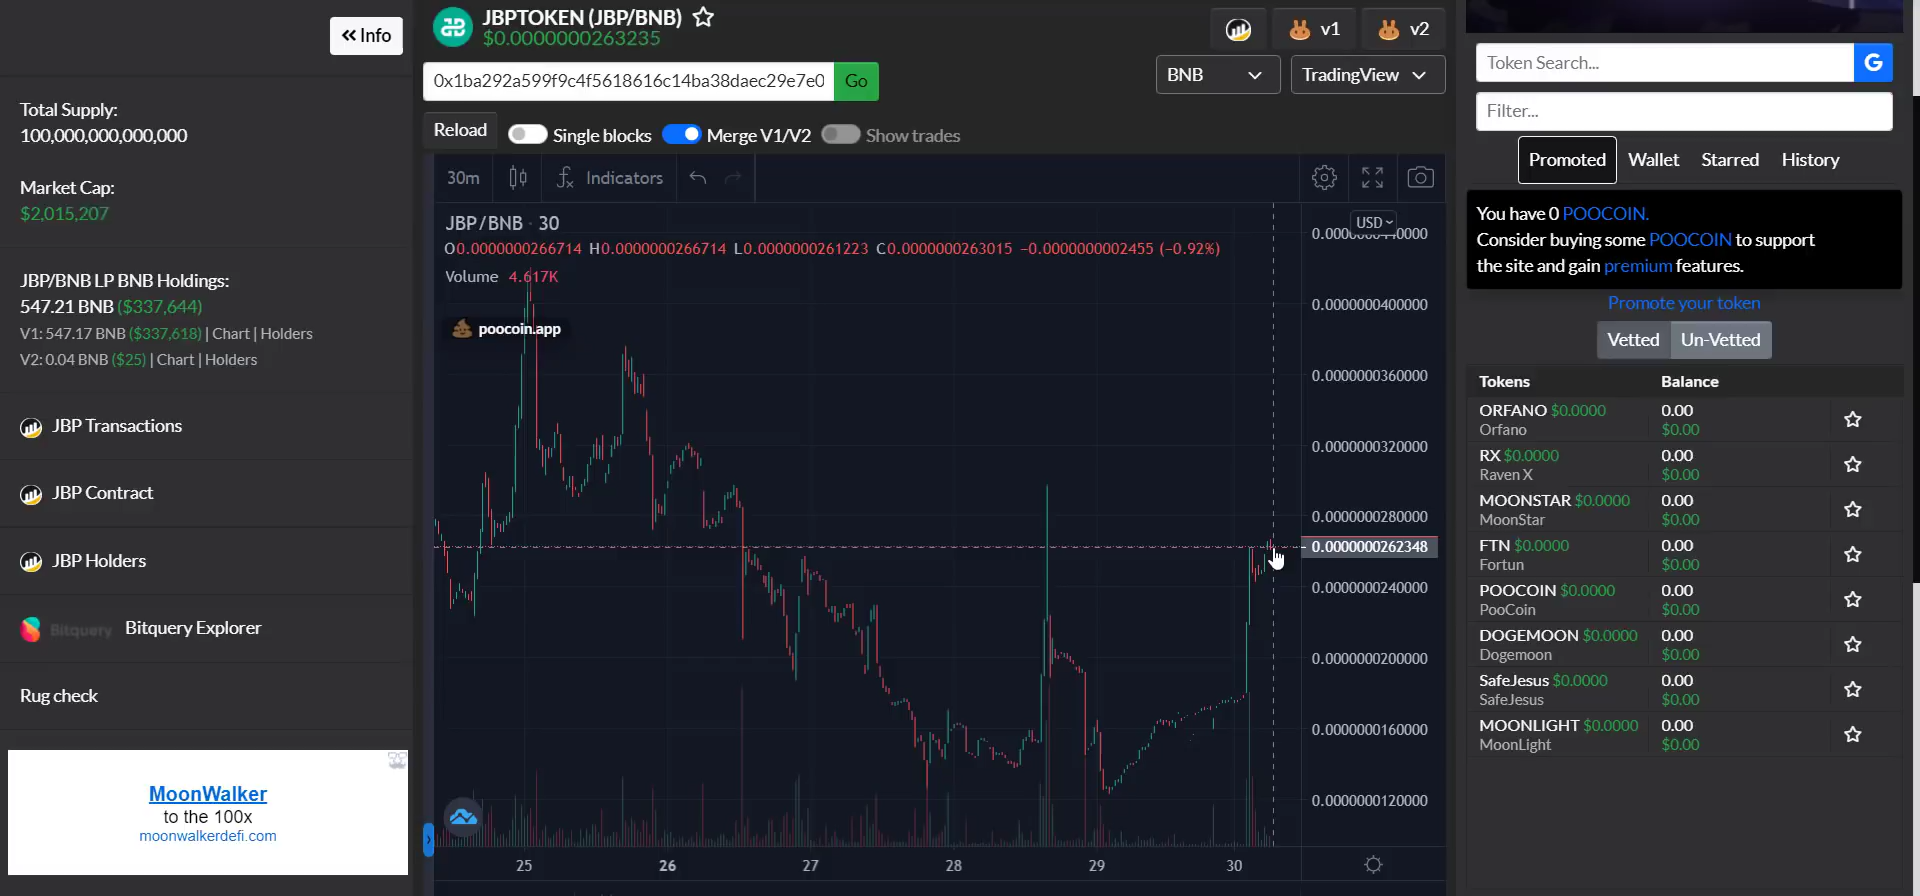 Info
Total Supply:
100,000,000,000,000
Market Cap:
$2,015,207
JBP/BNB LP BNB Holdings:
547.21 BNB ($337,644)
V1: 547.17 BNB ($337,618) | Chart | Holders
V2: 0.04 BNB ($25) | Chart | Holders
JBP Transactions
JBP Contract
JBP Holders
Bitquery Bitquery Explorer
Rug check
MoonWalker
to the 100x
moonwalkerdefi.com
JBPTOKEN (JBP/BNB)
$0.0000000263235
v1
v2
0x1ba292a599f9c4f5618616c14ba38daec29e7e0
Go
BNB
TradingView
Reload
Single blocks
Merge V1/V2
Show trades
30m
Indicators
JBP/BNB · 30
O0.0000000266714 H0.0000000266714 L0.0000000261223 C0.0000000263015 −0.0000000002455 (−0.92%)
Volume 4.617K
poocoin.app
USD
0.0000000400000
0.0000000360000
0.0000000320000
0.0000000280000
0.0000000262348
0.0000000240000
0.0000000200000
0.0000000160000
0.0000000120000
25 26 27 28 29 30
Token Search...
Filter...
Promoted Wallet Starred History
You have 0 POOCOIN.
Consider buying some POOCOIN to support
the site and gain premium features.
Promote your token
Vetted Un-Vetted
Tokens Balance
ORFANO $0.0000 0.00
Orfano $0.00
RX $0.0000 0.00
Raven X $0.00
MOONSTAR $0.0000 0.00
MoonStar $0.00
FTN $0.0000 0.00
Fortun $0.00
POOCOIN $0.0000 0.00
PooCoin $0.00
DOGEMOON $0.0000 0.00
Dogemoon $0.00
SafeJesus $0.0000 0.00
SafeJesus $0.00
MOONLIGHT $0.0000 0.00
MoonLight $0.00